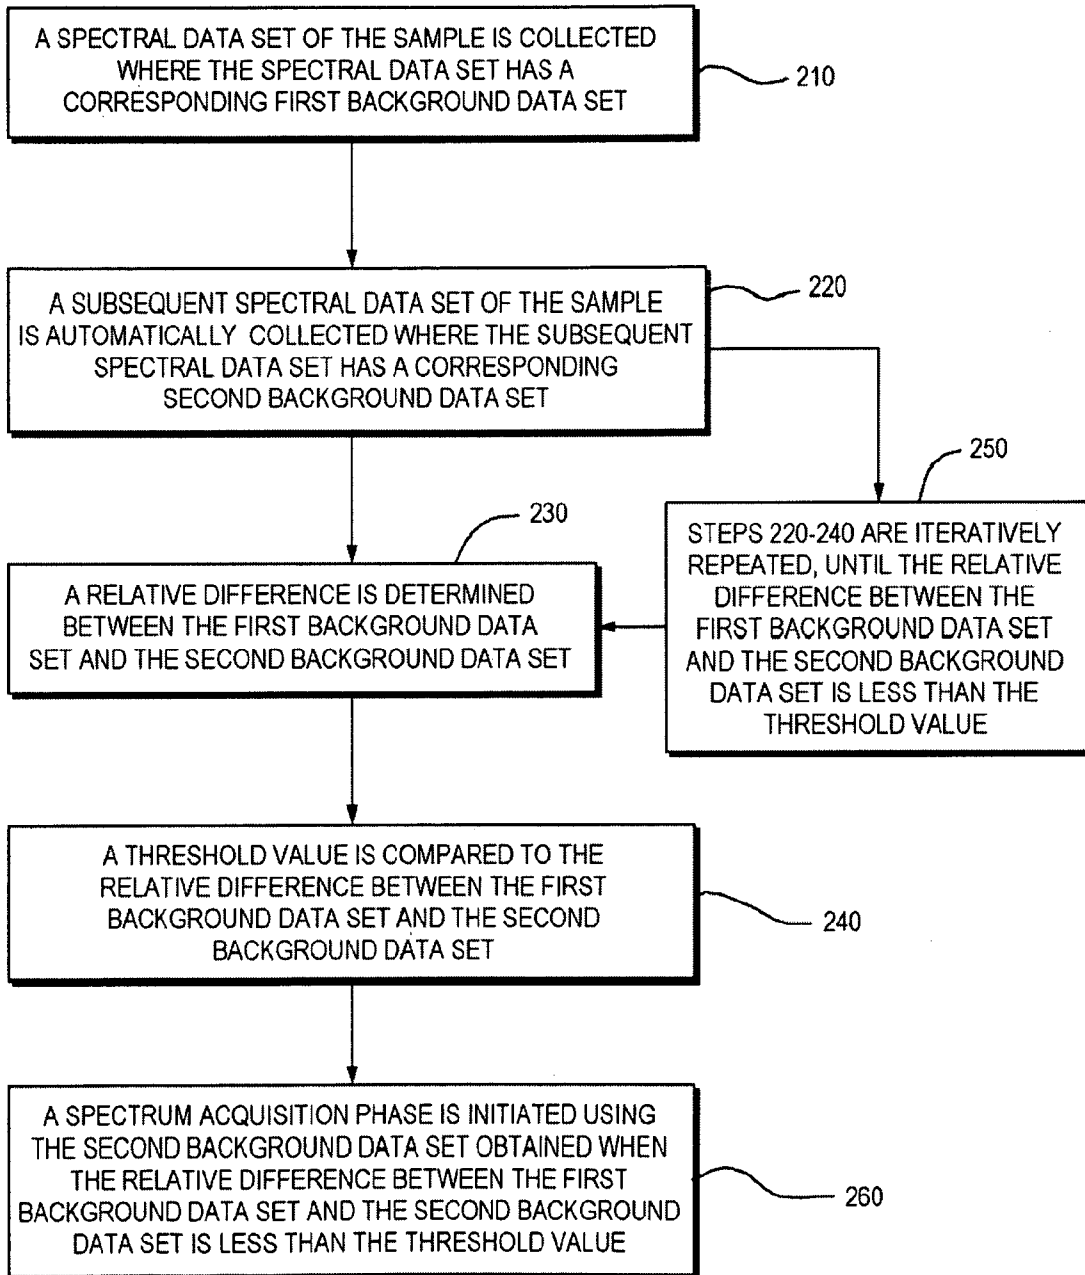 A SPECTRAL DATA SET OF THE SAMPLE IS COLLECTED
WHERE THE SPECTRAL DATA SET HAS A
CORRESPONDING FIRST BACKGROUND DATA SET
210
A SUBSEQUENT SPECTRAL DATA SET OF THE SAMPLE
IS AUTOMATICALLY COLLECTED WHERE THE SUBSEQUENT
SPECTRAL DATA SET HAS A CORRESPONDING
SECOND BACKGROUND DATA SET
220
250
STEPS 220-240 ARE ITERATIVELY
REPEATED, UNTIL THE RELATIVE
DIFFERENCE BETWEEN THE
FIRST BACKGROUND DATA SET
AND THE SECOND BACKGROUND
DATA SET IS LESS THAN THE
THRESHOLD VALUE
230
A RELATIVE DIFFERENCE IS DETERMINED
BETWEEN THE FIRST BACKGROUND DATA
SET AND THE SECOND BACKGROUND DATA SET
A THRESHOLD VALUE IS COMPARED TO THE
RELATIVE DIFFERENCE BETWEEN THE FIRST
BACKGROUND DATA SET AND THE SECOND
BACKGROUND DATA SET
240
A SPECTRUM ACQUISITION PHASE IS INITIATED USING
THE SECOND BACKGROUND DATA SET OBTAINED WHEN
THE RELATIVE DIFFERENCE BETWEEN THE FIRST
BACKGROUND DATA SET AND THE SECOND BACKGROUND
DATA SET IS LESS THAN THE THRESHOLD VALUE
260